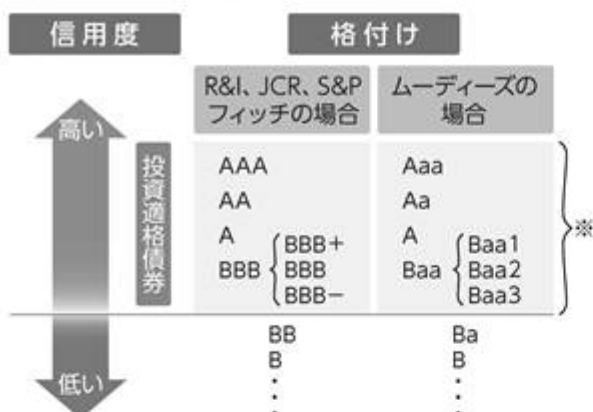 信用度 格付け
R&I、JCR、S&P
フィッチの場合
ムーディーズの
場合
高い
投資適格債券
AAA Aaa
AA Aa
A A
BBB BBB+ BBB BBB− Baa Baa1 Baa2 Baa3
※
BB Ba
B B
・ ・
・ ・
・ ・
低い